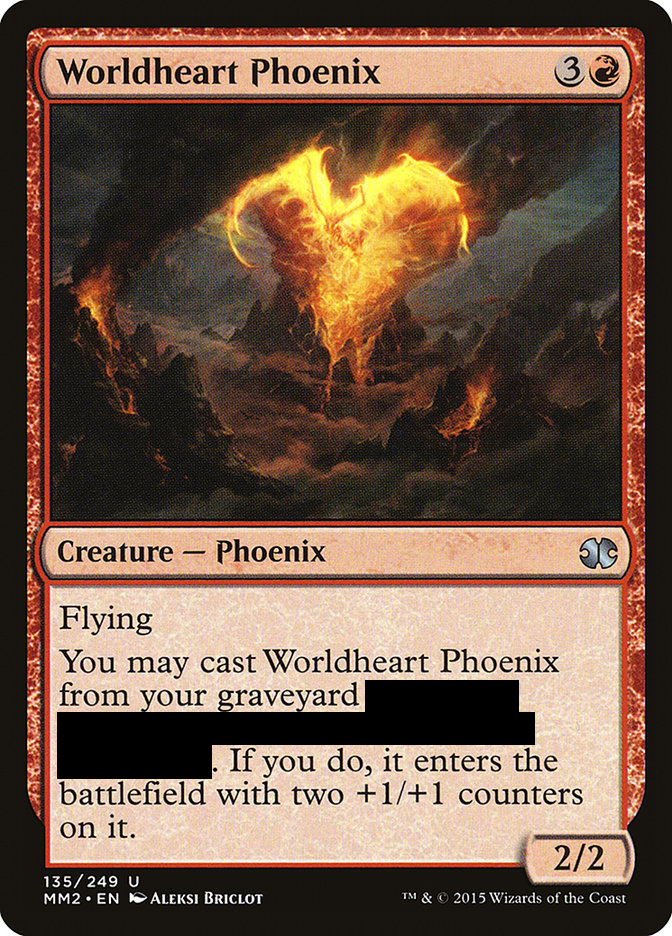 Worldheart Phoenix 3
Creature — Phoenix
Flying
You may cast Worldheart Phoenix
from your graveyard
. If you do, it enters the
battlefield with two +1/+1 counters
on it.
2/2
135/249 U
MM2 • EN Aleksi Briclot
™ & © 2015 Wizards of the Coast